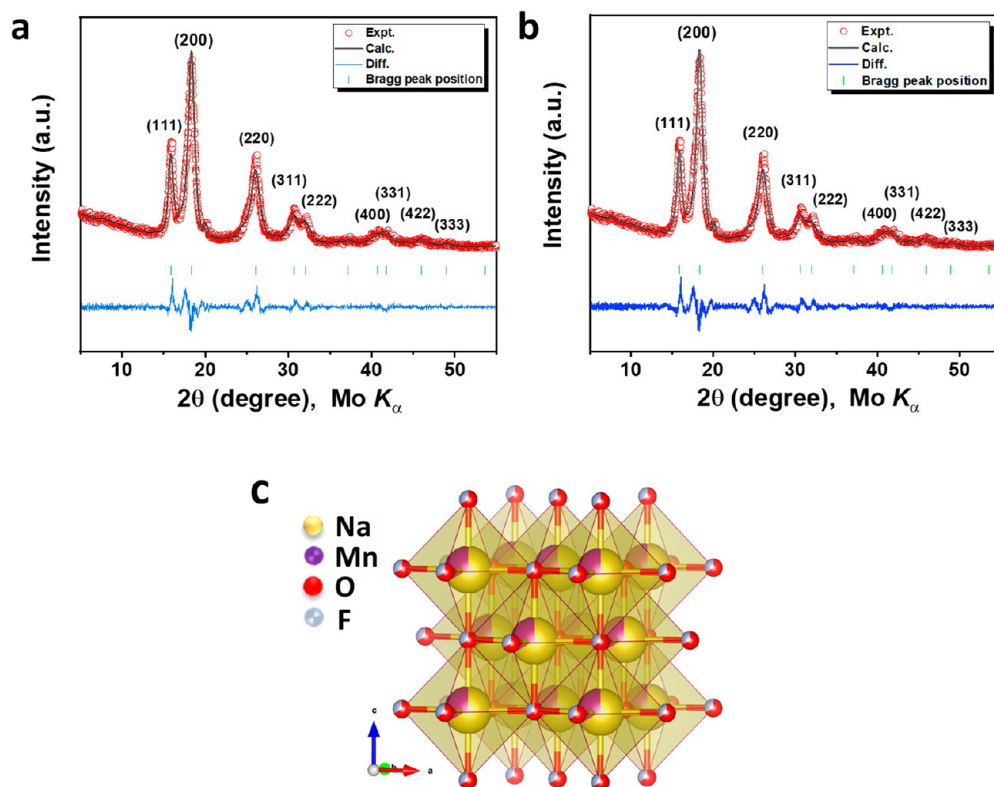 a
Expt.
Calc.
Diff.
Bragg peak position
(200)
(111)
(220)
(311)
(222)
(331)
(400)
(422)
(333)
Intensity (a.u.)
10 20 30 40 50
2θ (degree), Mo Kα
b
Expt.
Calc.
Diff.
Bragg peak position
(200)
(111)
(220)
(311)
(222)
(331)
(400)
(422)
(333)
Intensity (a.u.)
10 20 30 40 50
2θ (degree), Mo Kα
c
Na
Mn
O
F
c
b
a